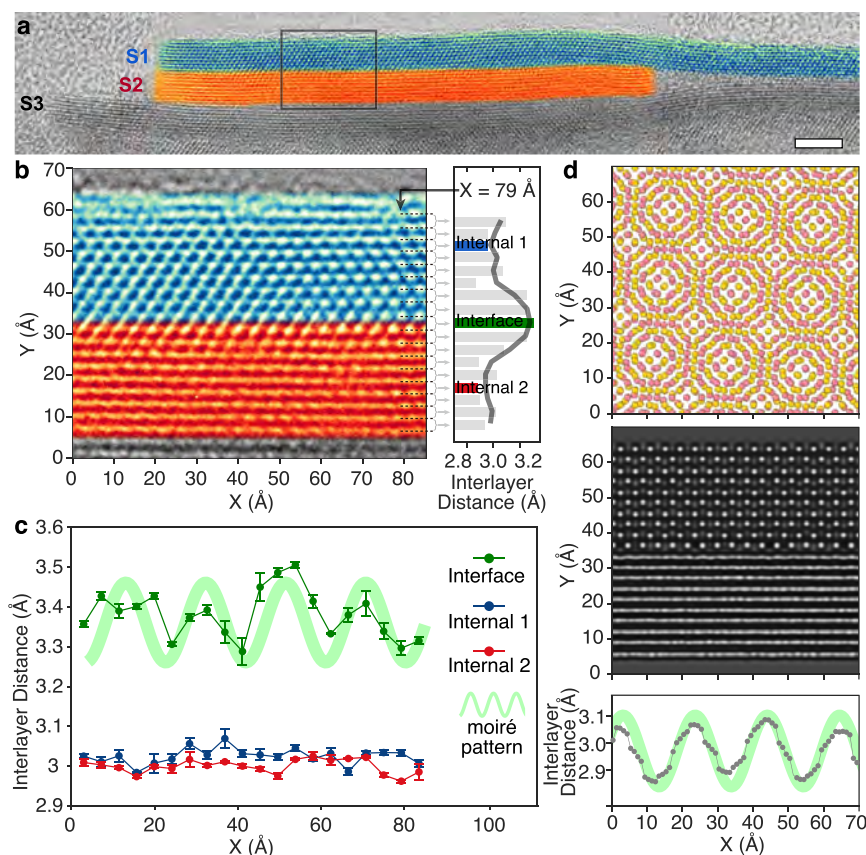 a
S1
S2
S3
b
70
60
50
40
30
20
10
0
Y (Å)
0 10 20 30 40 50 60 70 80
X (Å)
X = 79 Å
Internal 1
Interface
Internal 2
2.8 3.0 3.2
Interlayer
Distance (Å)
c
3.6
3.5
3.4
3.3
3.2
3.1
3
2.9
Interlayer Distance (Å)
0 20 40 60 80 100
X (Å)
Interface
Internal 1
Internal 2
moiré
pattern
d
60
50
40
30
20
10
0
Y (Å)
60
50
40
30
20
10
0
Y (Å)
3.1
3.0
2.9
Interlayer
Distance (Å)
0 10 20 30 40 50 60 70
X (Å)